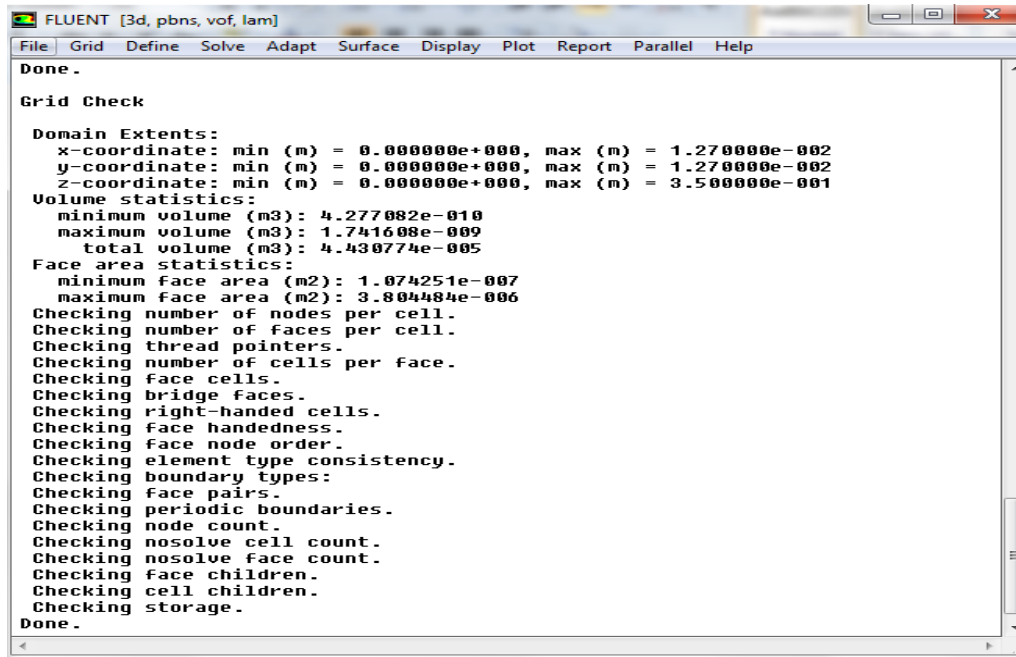 FLUENT [3d, pbns, vof, lam]
File Grid Define Solve Adapt Surface Display Plot Report Parallel Help
Done.
Grid Check
Domain Extents:
x-coordinate: min (m) = 0.000000e+000, max (m) = 1.270000e-002
y-coordinate: min (m) = 0.000000e+000, max (m) = 1.270000e-002
z-coordinate: min (m) = 0.000000e+000, max (m) = 3.500000e-001
Volume statistics:
minimum volume (m3): 4.277082e-010
maximum volume (m3): 1.741608e-009
total volume (m3): 4.430774e-005
Face area statistics:
minimum face area (m2): 1.074251e-007
maximum face area (m2): 3.804484e-006
Checking number of nodes per cell.
Checking number of faces per cell.
Checking thread pointers.
Checking number of cells per face.
Checking face cells.
Checking bridge faces.
Checking right-handed cells.
Checking face handedness.
Checking face node order.
Checking element type consistency.
Checking boundary types:
Checking face pairs.
Checking periodic boundaries.
Checking node count.
Checking nosolve cell count.
Checking nosolve face count.
Checking face children.
Checking cell children.
Checking storage.
Done.